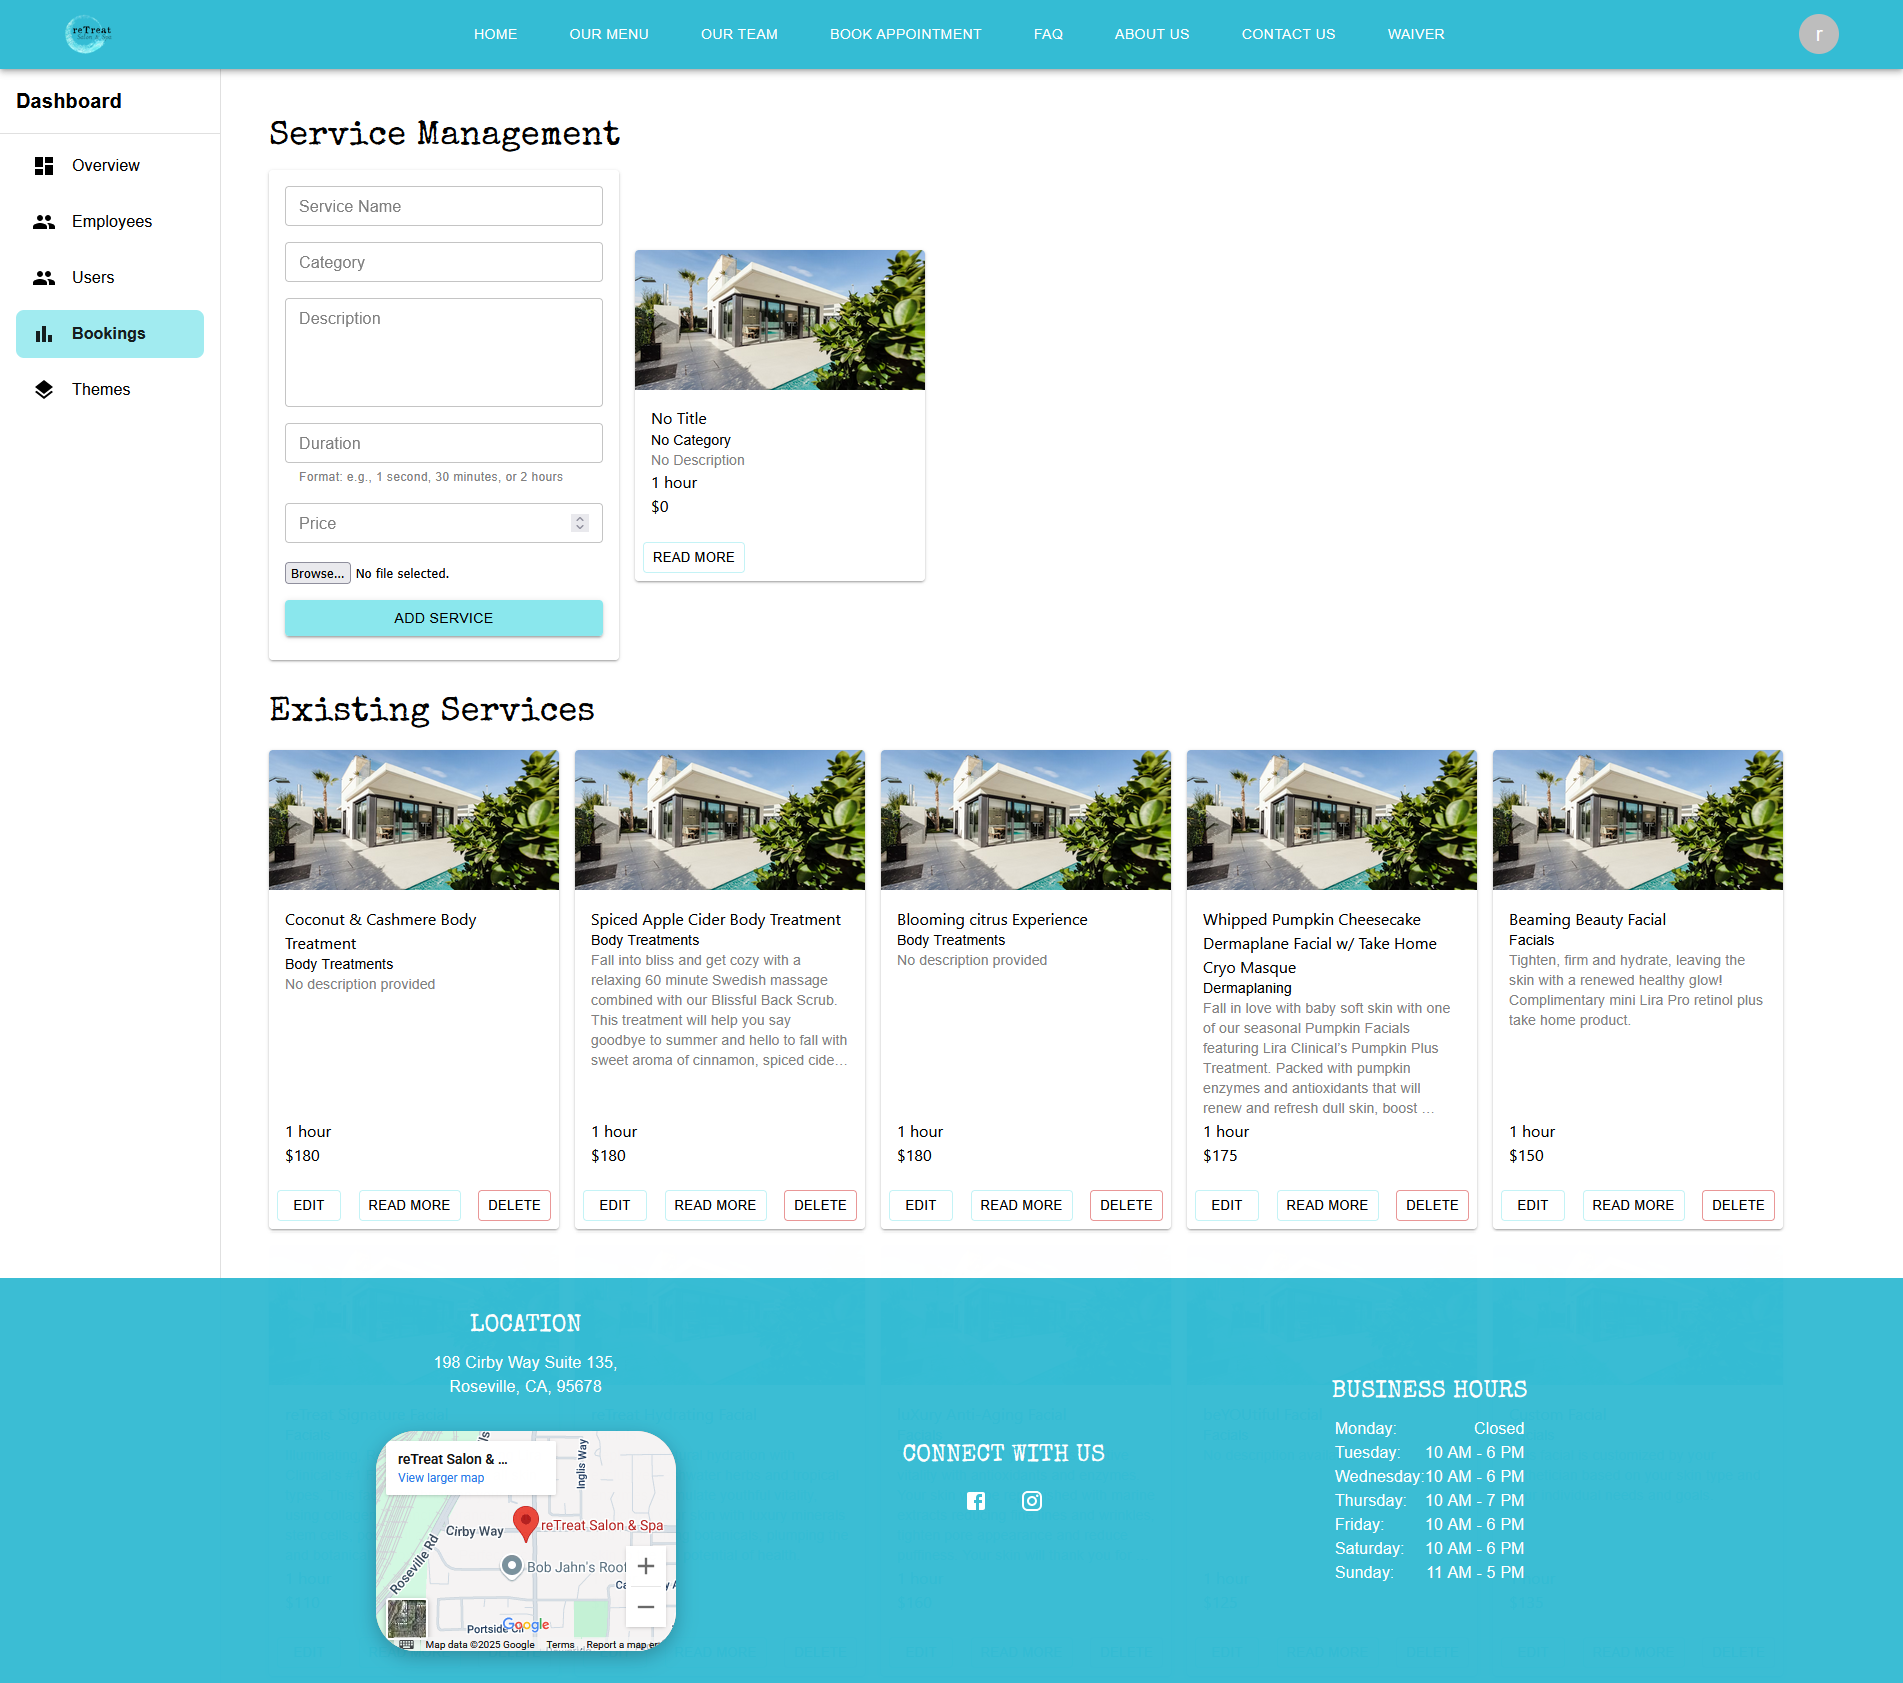 reTreat
Salon & Spa
HOME
OUR MENU
OUR TEAM
BOOK APPOINTMENT
FAQ
ABOUT US
CONTACT US
WAIVER
r
Dashboard
Overview
Employees
Users
Bookings
Themes
Service Management
Service Name
Category
Description
Duration
Format: e.g., 1 second, 30 minutes, or 2 hours
Price
Browse... No file selected.
ADD SERVICE
No Title
No Category
No Description
1 hour
$0
READ MORE
Existing Services
Coconut & Cashmere Body
Treatment
Body Treatments
No description provided
1 hour
$180
EDIT
READ MORE
DELETE
Spiced Apple Cider Body Treatment
Body Treatments
Fall into bliss and get cozy with a
relaxing 60 minute Swedish massage
combined with our Blissful Back Scrub.
This treatment will help you say
goodbye to summer and hello to fall with
sweet aroma of cinnamon, spiced cide…
1 hour
$180
EDIT
READ MORE
DELETE
Blooming citrus Experience
Body Treatments
No description provided
1 hour
$180
EDIT
READ MORE
DELETE
Whipped Pumpkin Cheesecake
Dermaplane Facial w/ Take Home
Cryo Masque
Dermaplaning
Fall in love with baby soft skin with one
of our seasonal Pumpkin Facials
featuring Lira Clinical’s Pumpkin Plus
Treatment. Packed with pumpkin
enzymes and antioxidants that will
renew and refresh dull skin, boost …
1 hour
$175
EDIT
READ MORE
DELETE
Beaming Beauty Facial
Facials
Tighten, firm and hydrate, leaving the
skin with a renewed healthy glow!
Complimentary mini Lira Pro retinol plus
take home product.
1 hour
$150
EDIT
READ MORE
DELETE
LOCATION
198 Cirby Way Suite 135,
Roseville, CA, 95678
reTreat Salon & ...
View larger map
Inglis Way
Cirby Way
reTreat Salon & Spa
Roseville Rd
Bob Jahn's Roof
Portside Cir
Google
Map data ©2025 Google
Terms
Report a map er
CONNECT WITH US
BUSINESS HOURS
Monday: Closed
Tuesday: 10 AM - 6 PM
Wednesday: 10 AM - 6 PM
Thursday: 10 AM - 7 PM
Friday: 10 AM - 6 PM
Saturday: 10 AM - 6 PM
Sunday: 11 AM - 5 PM